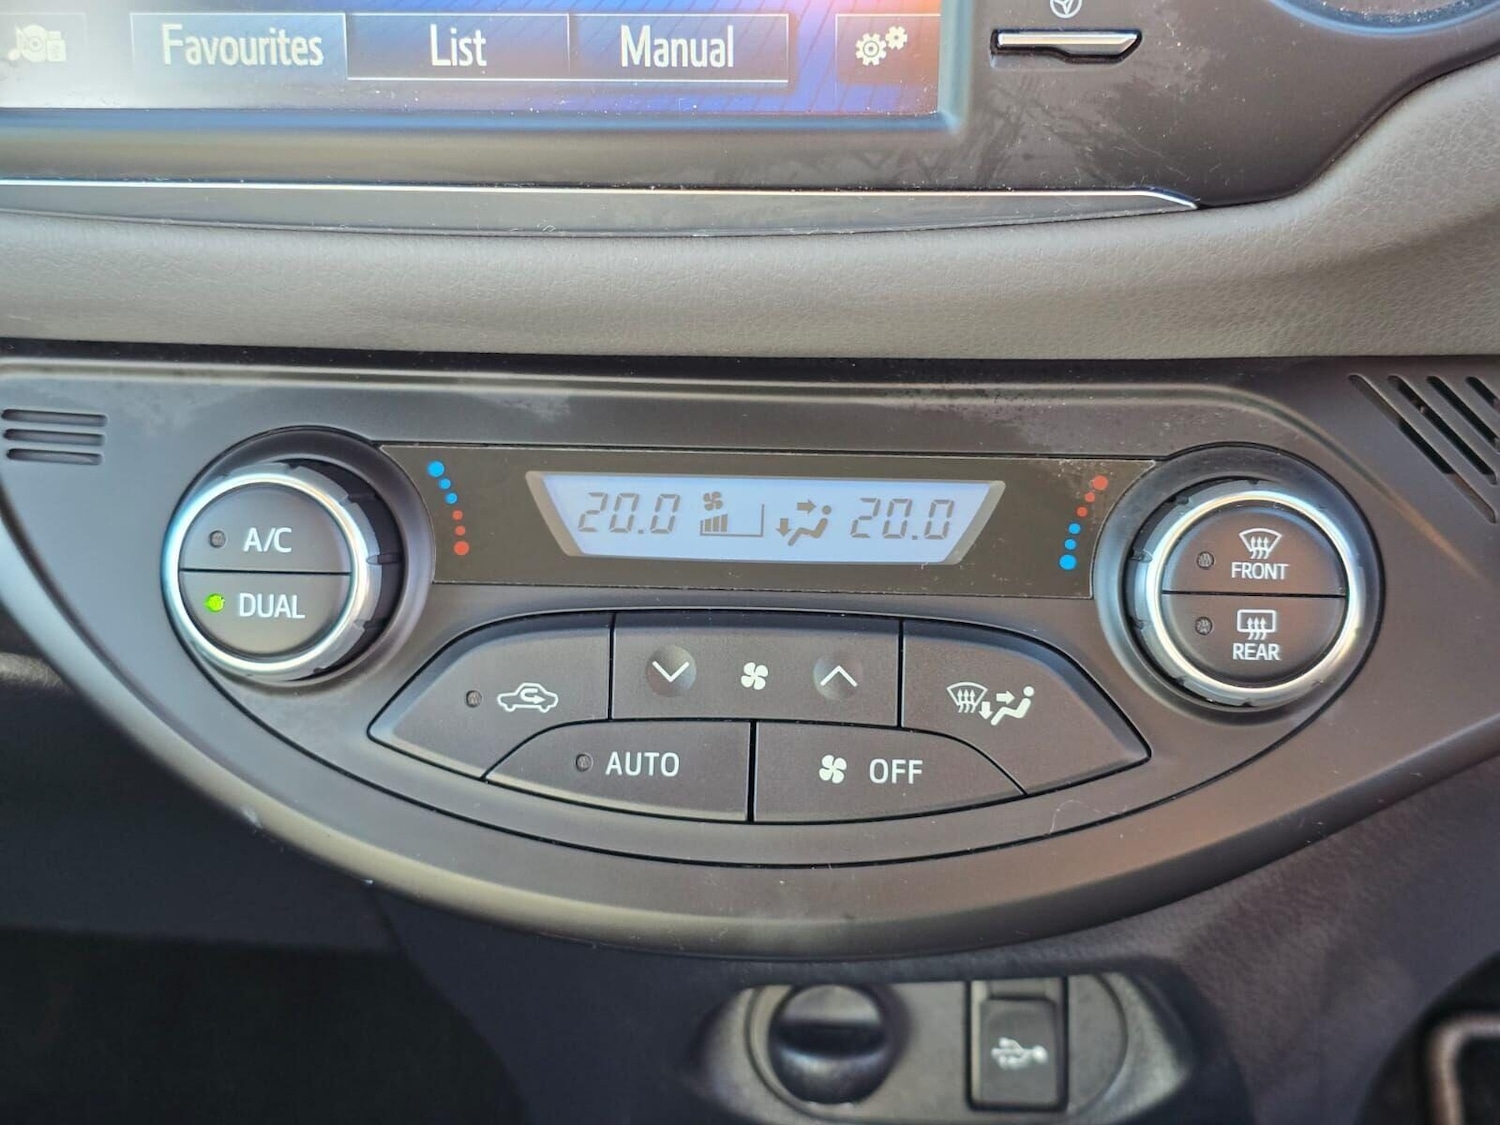 Favourites List Manual
20.0 20.0
A/C
DUAL
FRONT
REAR
AUTO
OFF